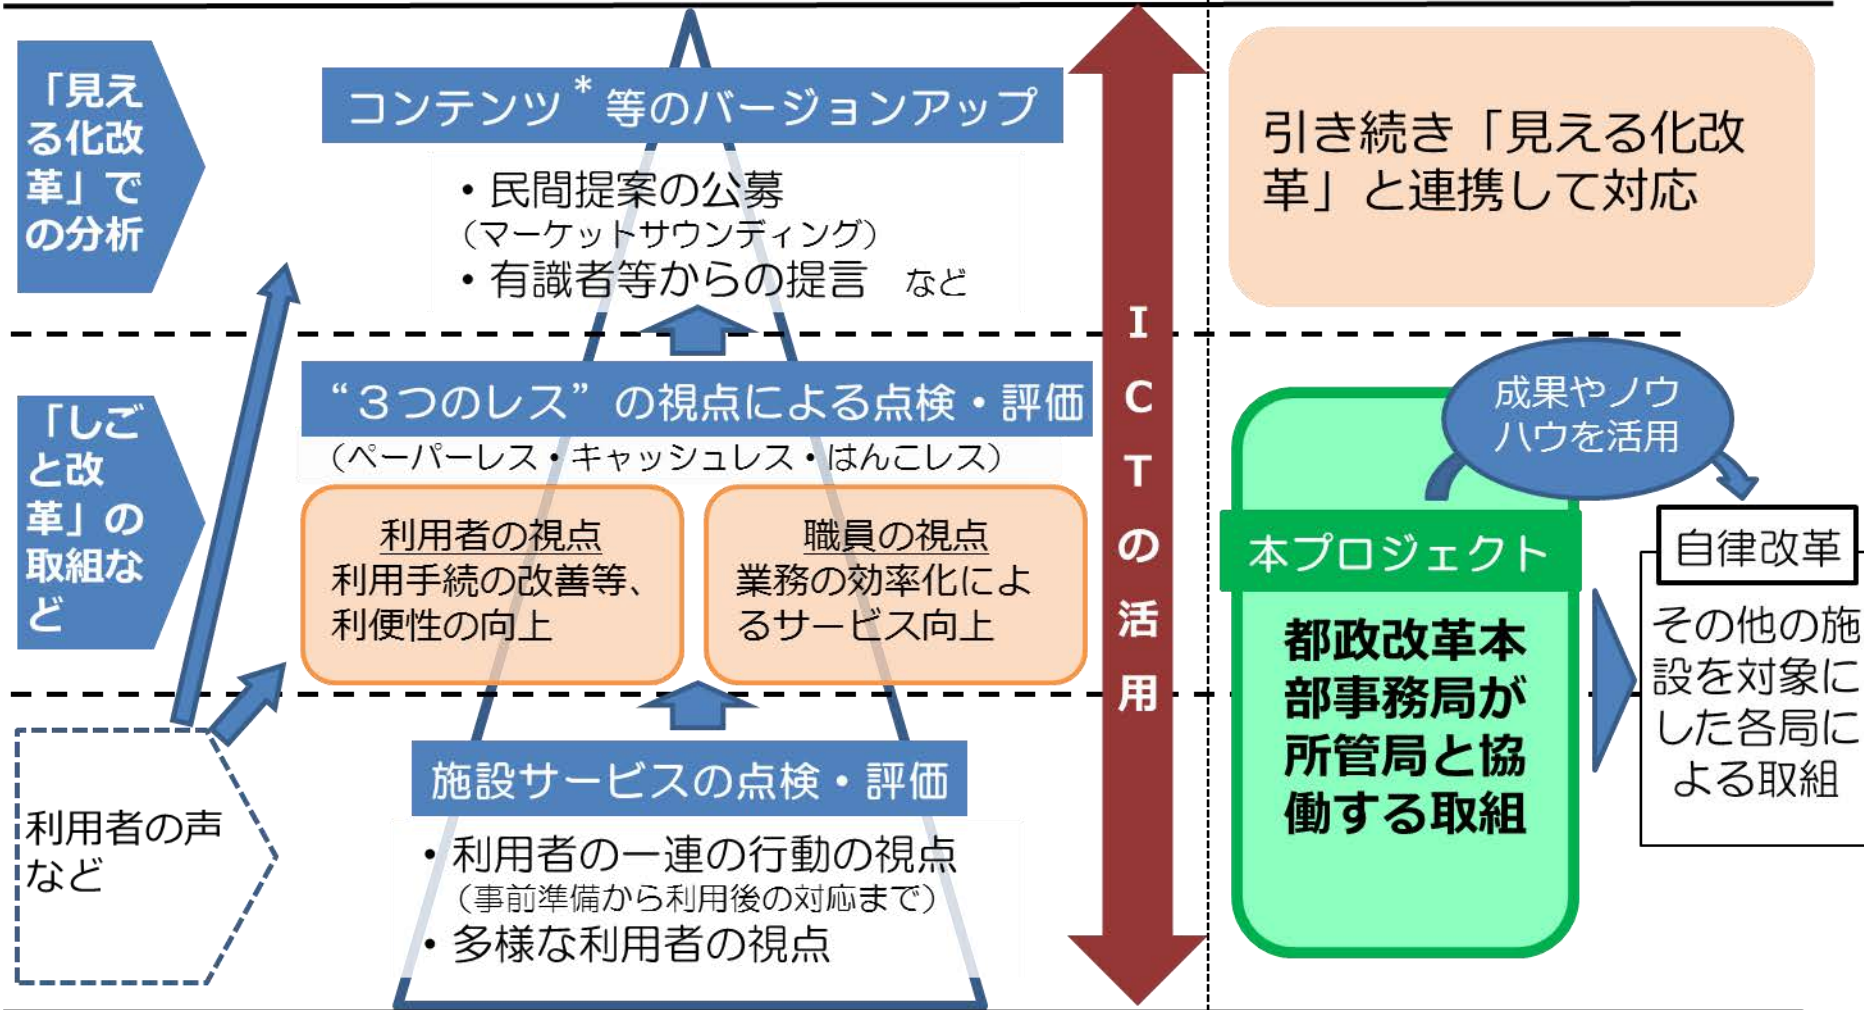 「見え
る化改
革」で
の分析
コンテンツ*等のバージョンアップ
・民間提案の公募
（マーケットサウンディング）
・有識者等からの提言　など
引き続き「見える化改
革」と連携して対応
「しご
と改
革」の
取組な
ど
“３つのレス”の視点による点検・評価
（ペーパーレス・キャッシュレス・はんこレス）
利用者の視点
利用手続の改善等、
利便性の向上
職員の視点
業務の効率化によ
るサービス向上
利用者の声
など
施設サービスの点検・評価
・利用者の一連の行動の視点
（事前準備から利用後の対応まで）
・多様な利用者の視点
ＩＣＴの活用
成果やノウ
ハウを活用
本プロジェクト
都政改革本
部事務局が
所管局と協
働する取組
自律改革
その他の施
設を対象に
した各局に
よる取組